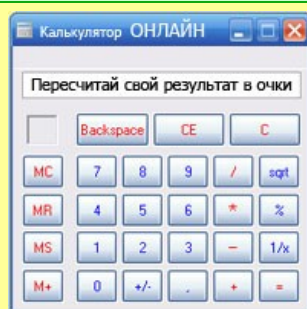 Калькулятор ОНЛАЙН
Пересчитай свой результат в очки
Backspace CE C
MC 7 8 9 / sqrt
MR 4 5 6 * %
MS 1 2 3 - 1/x
M+ 0 +/- , + =